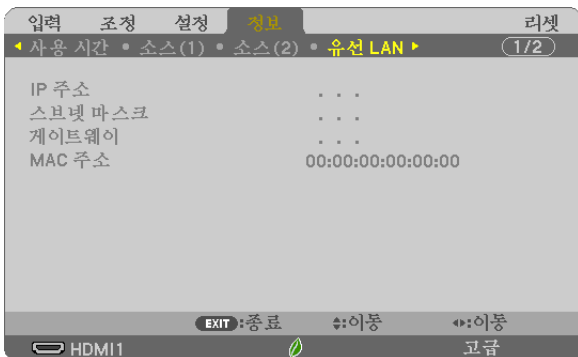 입력 조정 설정 정보 리셋
사용 시간 • 소스(1) • 소스(2) • 유선 LAN 1/2
IP 주소 . . .
스브넷 마스크 . . .
게이트웨이 . . .
MAC 주소 00:00:00:00:00:00
EXIT :종료 :이동 :이동
HDMI1 고급